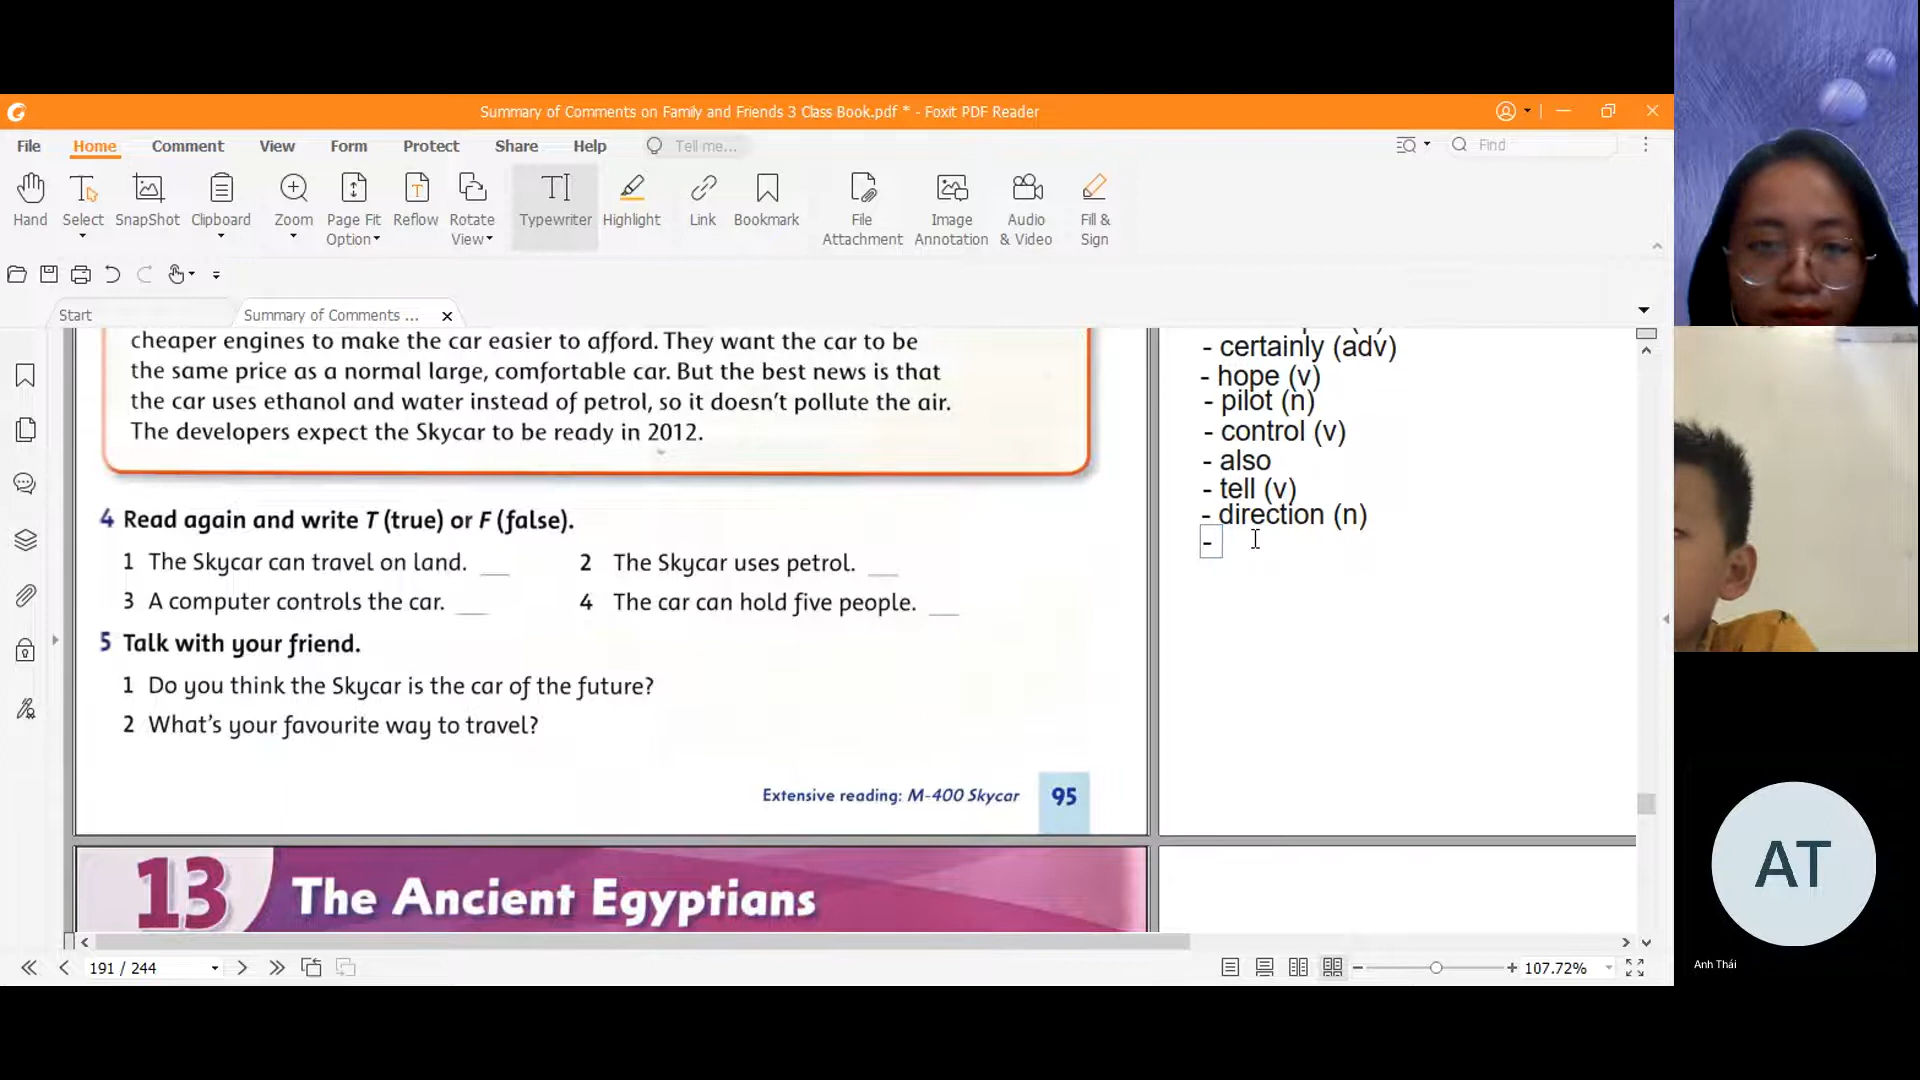 Summary of Comments on Family and Friends 3 Class Book.pdf * - Foxit PDF Reader
File Home Comment View Form Protect Share Help Tell me... Find
Hand Select SnapShot Clipboard Zoom Page Fit Option Reflow Rotate View Typewriter Highlight Link Bookmark File Attachment Image Annotation Audio & Video Fill & Sign
Start Summary of Comments ...
cheaper engines to make the car easier to afford. They want the car to be
the same price as a normal large, comfortable car. But the best news is that
the car uses ethanol and water instead of petrol, so it doesn't pollute the air.
The developers expect the Skycar to be ready in 2012.
4 Read again and write T (true) or F (false).
1 The Skycar can travel on land. ___ 2 The Skycar uses petrol. ___
3 A computer controls the car. ___ 4 The car can hold five people. ___
5 Talk with your friend.
1 Do you think the Skycar is the car of the future?
2 What's your favourite way to travel?
Extensive reading: M-400 Skycar 95
13 The Ancient Egyptians
- certainly (adv)
- hope (v)
- pilot (n)
- control (v)
- also
- tell (v)
- direction (n)
-
191 / 244 107.72%
AT
Anh Thái